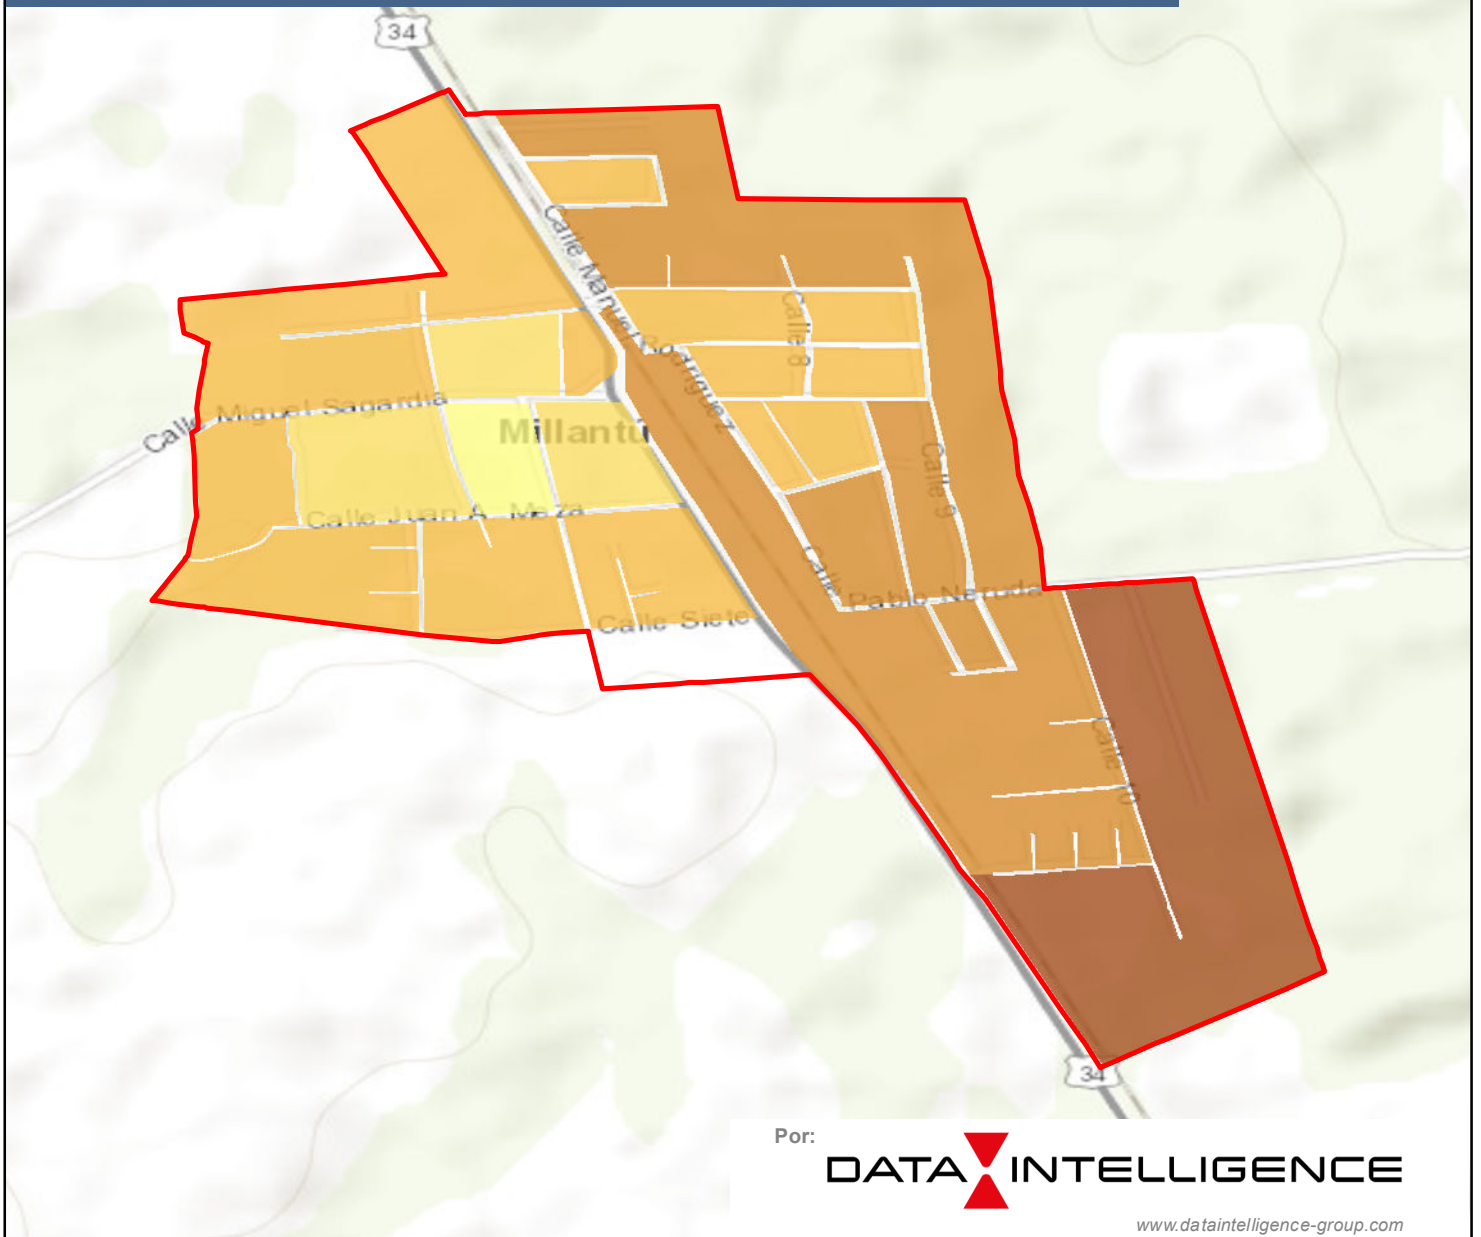 34
Calle Manuel Rodriguez
Calle 8
Calle Miguel Sagardia
Millantú
Calle 9
Calle Juan A. Meza
Calle
Pablo Neruda
Calle Siete
Calle 10
34
Por:
DATA INTELLIGENCE
www.dataintelligence-group.com